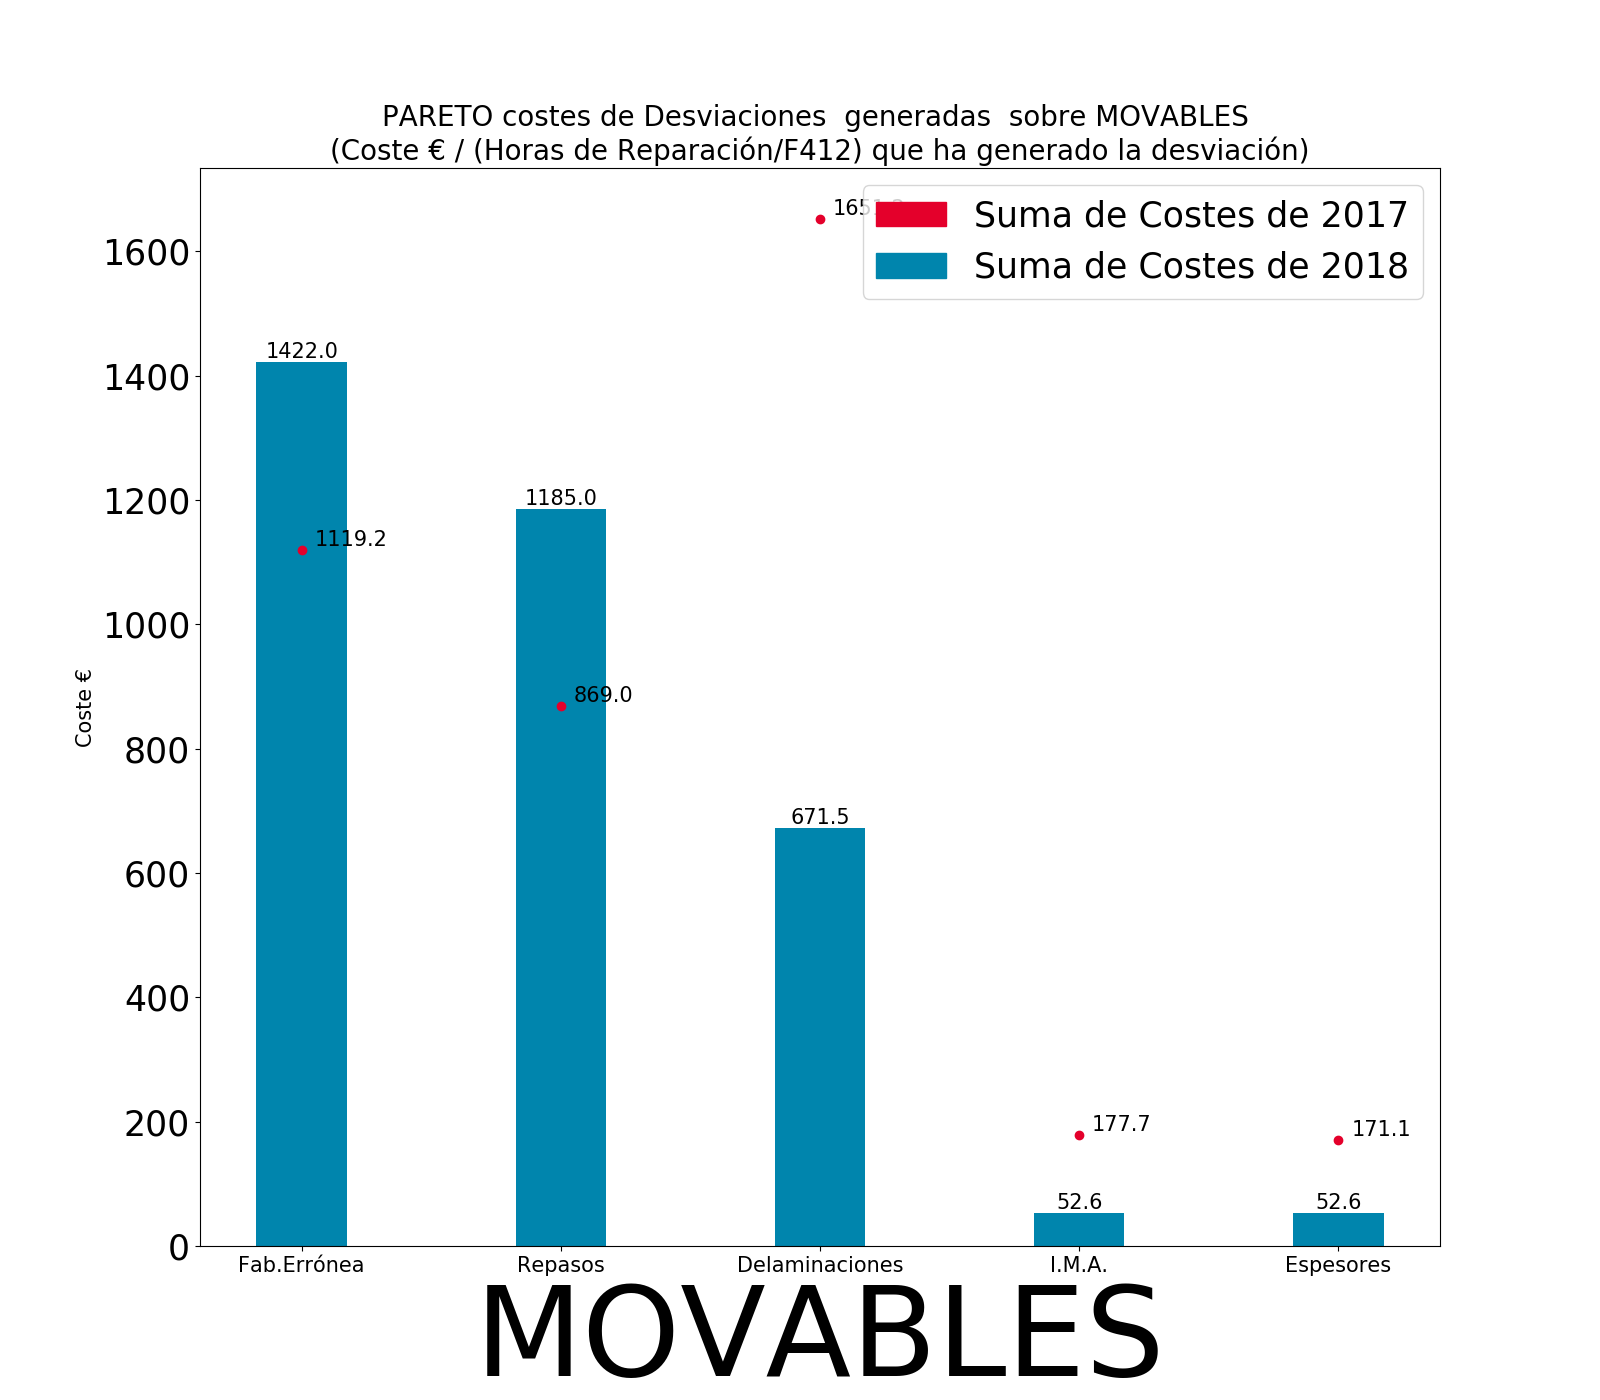 PARETO costes de Desviaciones  generadas  sobre MOVABLES
(Coste € / (Horas de Reparación/F412) que ha generado la desviación)
Suma de Costes de 2017
Suma de Costes de 2018
1600
1400
1200
1000
800
600
400
200
0
Coste €
1422.0
1119.2
1185.0
869.0
671.5
177.7
52.6
171.1
52.6
Fab.Errónea
Repasos
Delaminaciones
I.M.A.
Espesores
MOVABLES